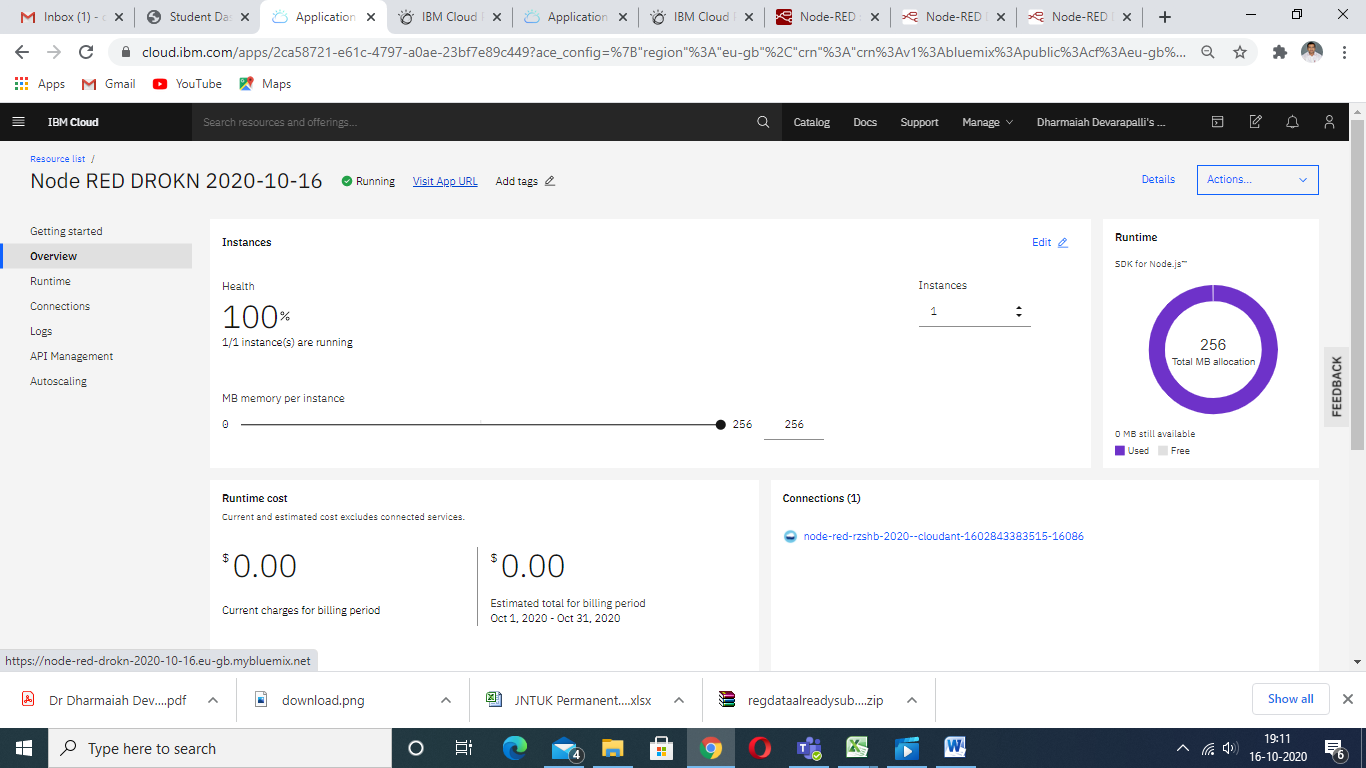 Inbox (1) - c
Student Das
Application
IBM Cloud I
Application
IBM Cloud I
Node-RED S
Node-RED I
Node-RED I
cloud.ibm.com/apps/2ca58721-e61c-4797-a0ae-23bf7e89c449?ace_config=%7B"region"%3A"eu-gb"%2C"crn"%3A"crn%3Av1%3Abluemix%3Apublic%3Acf%3Aeu-gb%...
Apps
Gmail
YouTube
Maps
IBM Cloud
Search resources and offerings...
Catalog
Docs
Support
Manage
Dharmaiah Devarapalli's ...
Resource list /
Node RED DROKN 2020-10-16
Running
Visit App URL
Add tags
Details
Actions...
Getting started
Overview
Runtime
Connections
Logs
API Management
Autoscaling
Instances
Edit
Health
100%
1/1 instance(s) are running
Instances
1
MB memory per instance
0
256
256
Runtime
SDK for Node.js™
256
Total MB allocation
0 MB still available
Used
Free
FEEDBACK
Runtime cost
Current and estimated cost excludes connected services.
$0.00
Current charges for billing period
$0.00
Estimated total for billing period
Oct 1, 2020 - Oct 31, 2020
Connections (1)
node-red-rzshb-2020--cloudant-1602843383515-16086
https://node-red-drokn-2020-10-16.eu-gb.mybluemix.net
Dr Dharmaiah Dev....pdf
download.png
JNTUK Permanent....xlsx
regdataalreadysub....zip
Show all
Type here to search
4
19:11
16-10-2020
6